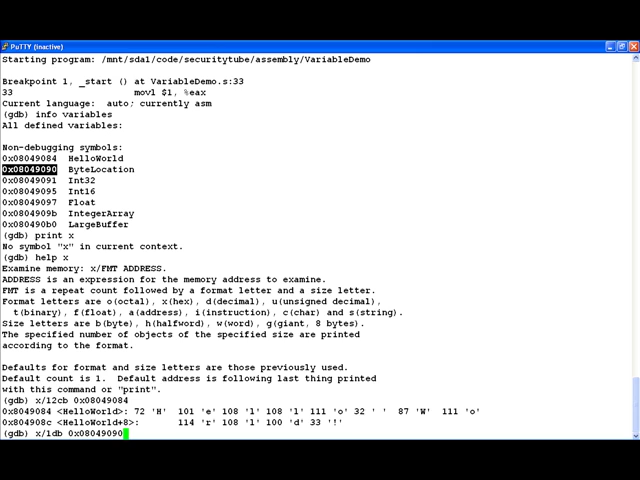 PuTTY (inactive)
Starting program: /mnt/sda1/code/securitytube/assembly/VariableDemo
Breakpoint 1, _start () at VariableDemo.s:33
33 movl $1, %eax
Current language: auto; currently asm
(gdb) info variables
All defined variables:
Non-debugging symbols:
0x08049084 HelloWorld
0x08049090 ByteLocation
0x08049091 Int32
0x08049095 Int16
0x08049097 Float
0x0804909b IntegerArray
0x080490b0 LargeBuffer
(gdb) print x
No symbol "x" in current context.
(gdb) help x
Examine memory: x/FMT ADDRESS.
ADDRESS is an expression for the memory address to examine.
FMT is a repeat count followed by a format letter and a size letter.
Format letters are o(octal), x(hex), d(decimal), u(unsigned decimal),
t(binary), f(float), a(address), i(instruction), c(char) and s(string).
Size letters are b(byte), h(halfword), w(word), g(giant, 8 bytes).
The specified number of objects of the specified size are printed
according to the format.
Defaults for format and size letters are those previously used.
Default count is 1. Default address is following last thing printed
with this command or "print".
(gdb) x/12cb 0x08049084
0x8049084 <HelloWorld>: 72 'H' 101 'e' 108 'l' 108 'l' 111 'o' 32 ' ' 87 'W' 111 'o'
0x804908c <HelloWorld+8>: 114 'r' 108 'l' 100 'd' 33 '!'
(gdb) x/1db 0x08049090